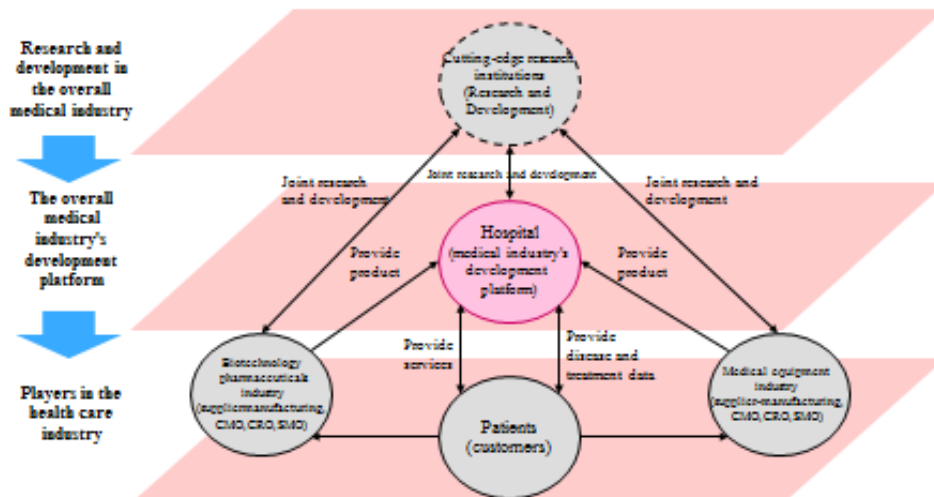 Research and
development in
the overall
medical industry
The overall
medical
industry's
development
platform
Players in the
health care
industry
Cutting-edge research
institutions
(Research and
Development)
Joint research
and development
Joint research and development
Joint research and
development
Hospital
(medical industry's
development
platform)
Provide
product
Provide
product
Provide
services
Provide
disease and
treatment data
Biotechnology
pharmaceuticals
industry
(suppliermanufacturing,
CMO, CRO, SMO)
Patients
(customers)
Medical equipment
industry
(supplier-manufacturing,
CMO, CRO, SMO)